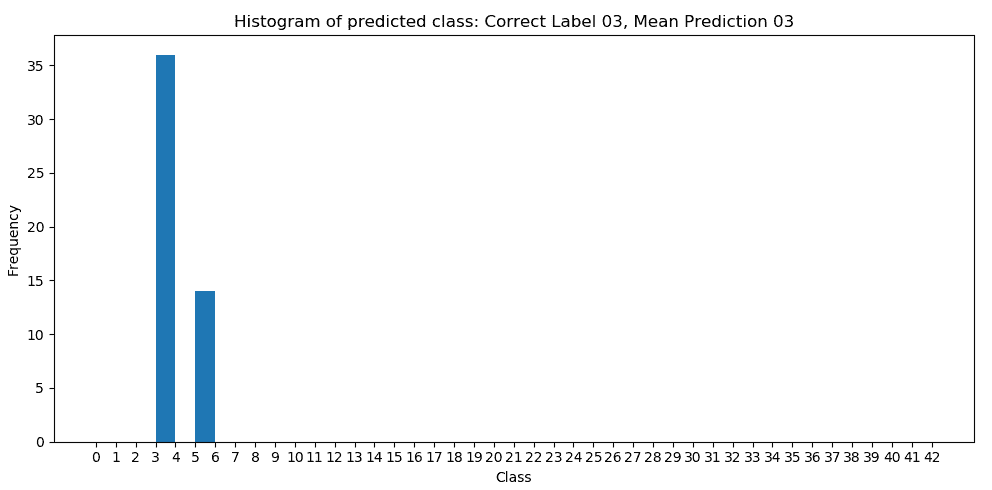 Histogram of predicted class: Correct Label 03, Mean Prediction 03
Frequency
35
30
25
20
15
10
5
0
0 1 2 3 4 5 6 7 8 9 10 11 12 13 14 15 16 17 18 19 20 21 22 23 24 25 26 27 28 29 30 31 32 33 34 35 36 37 38 39 40 41 42
Class